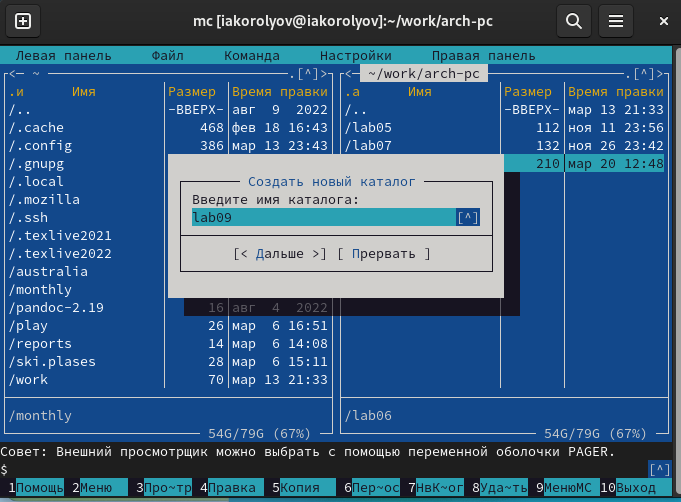 mc [iakorolyov@iakorolyov]:~/work/arch-pc
Левая панель Файл Команда Настройки Правая панель
<— ~ .[^]> <— ~/work/arch-pc .[^]>
.и Имя Размер Время правки .а Имя Размер Время правки
/.. -ВВЕРХ- авг 9 2022 /.. -ВВЕРХ- мар 13 21:33
/.cache 468 фев 18 16:43 /lab05 112 ноя 11 23:56
/.config 386 мар 13 23:43 /lab07 132 ноя 26 23:42
/.gnupg 210 мар 20 12:48
/.local Создать новый каталог
/.mozilla Введите имя каталога:
/.ssh lab09 [^]
/.texlive2021
/.texlive2022 [< Дальше >] [ Прервать ]
/australia
/monthly
/pandoc-2.19 16 авг 4 2022
/play 26 мар 6 16:51
/reports 14 мар 6 14:08
/ski.plases 28 мар 6 15:11
/work 70 мар 13 21:33
/monthly /lab06
54G/79G (67%) 54G/79G (67%)
Совет: Внешний просмотрщик можно выбрать с помощью переменной оболочки PAGER.
$ [^]
1Помощь 2Меню 3Про~тр 4Правка 5Копия 6Пер~ос 7НвК~ог 8Уда~ть 9МенюМС 10Выход